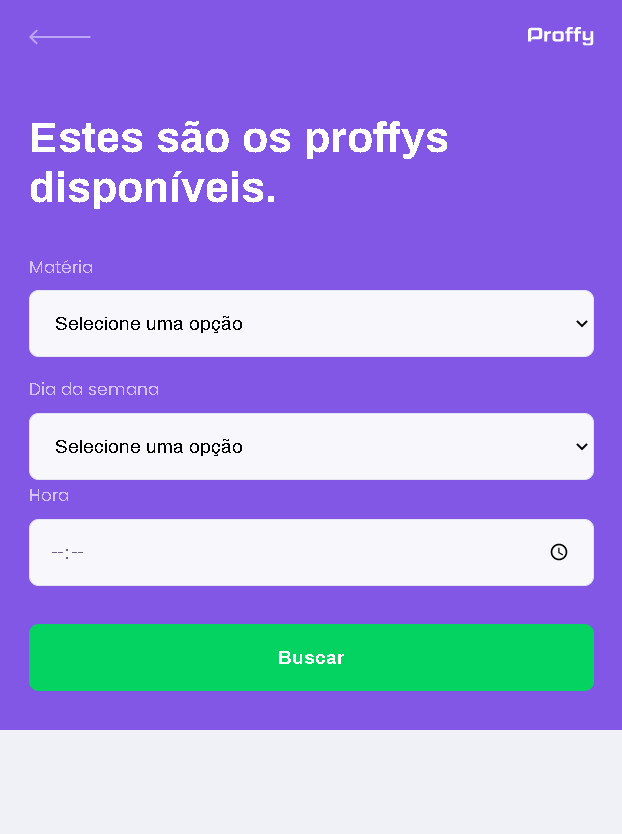 Proffy
Estes são os proffys
disponíveis.
Matéria
Selecione uma opção
Dia da semana
Selecione uma opção
Hora
--:--
Buscar